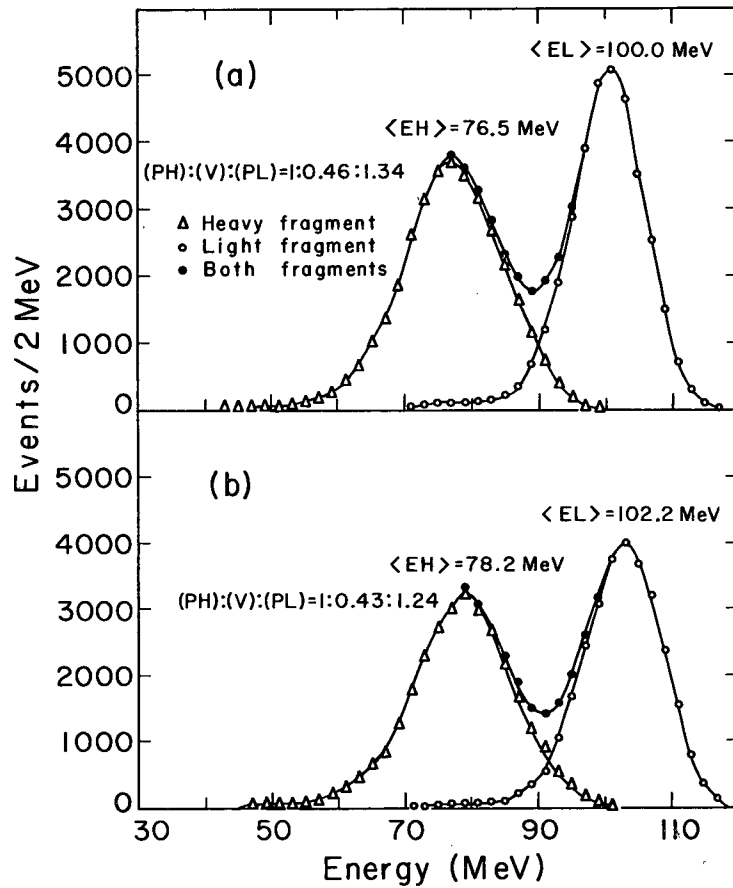 (a)
⟨EL⟩=100.0 MeV
⟨EH⟩=76.5 MeV
(PH):(V):(PL)=1:0.46:1.34
Heavy fragment
Light fragment
Both fragments
5000
4000
3000
2000
1000
0
(b)
⟨EL⟩=102.2 MeV
⟨EH⟩=78.2 MeV
(PH):(V):(PL)=1:0.43:1.24
5000
4000
3000
2000
1000
0
Events/2 MeV
30 50 70 90 110
Energy (MeV)